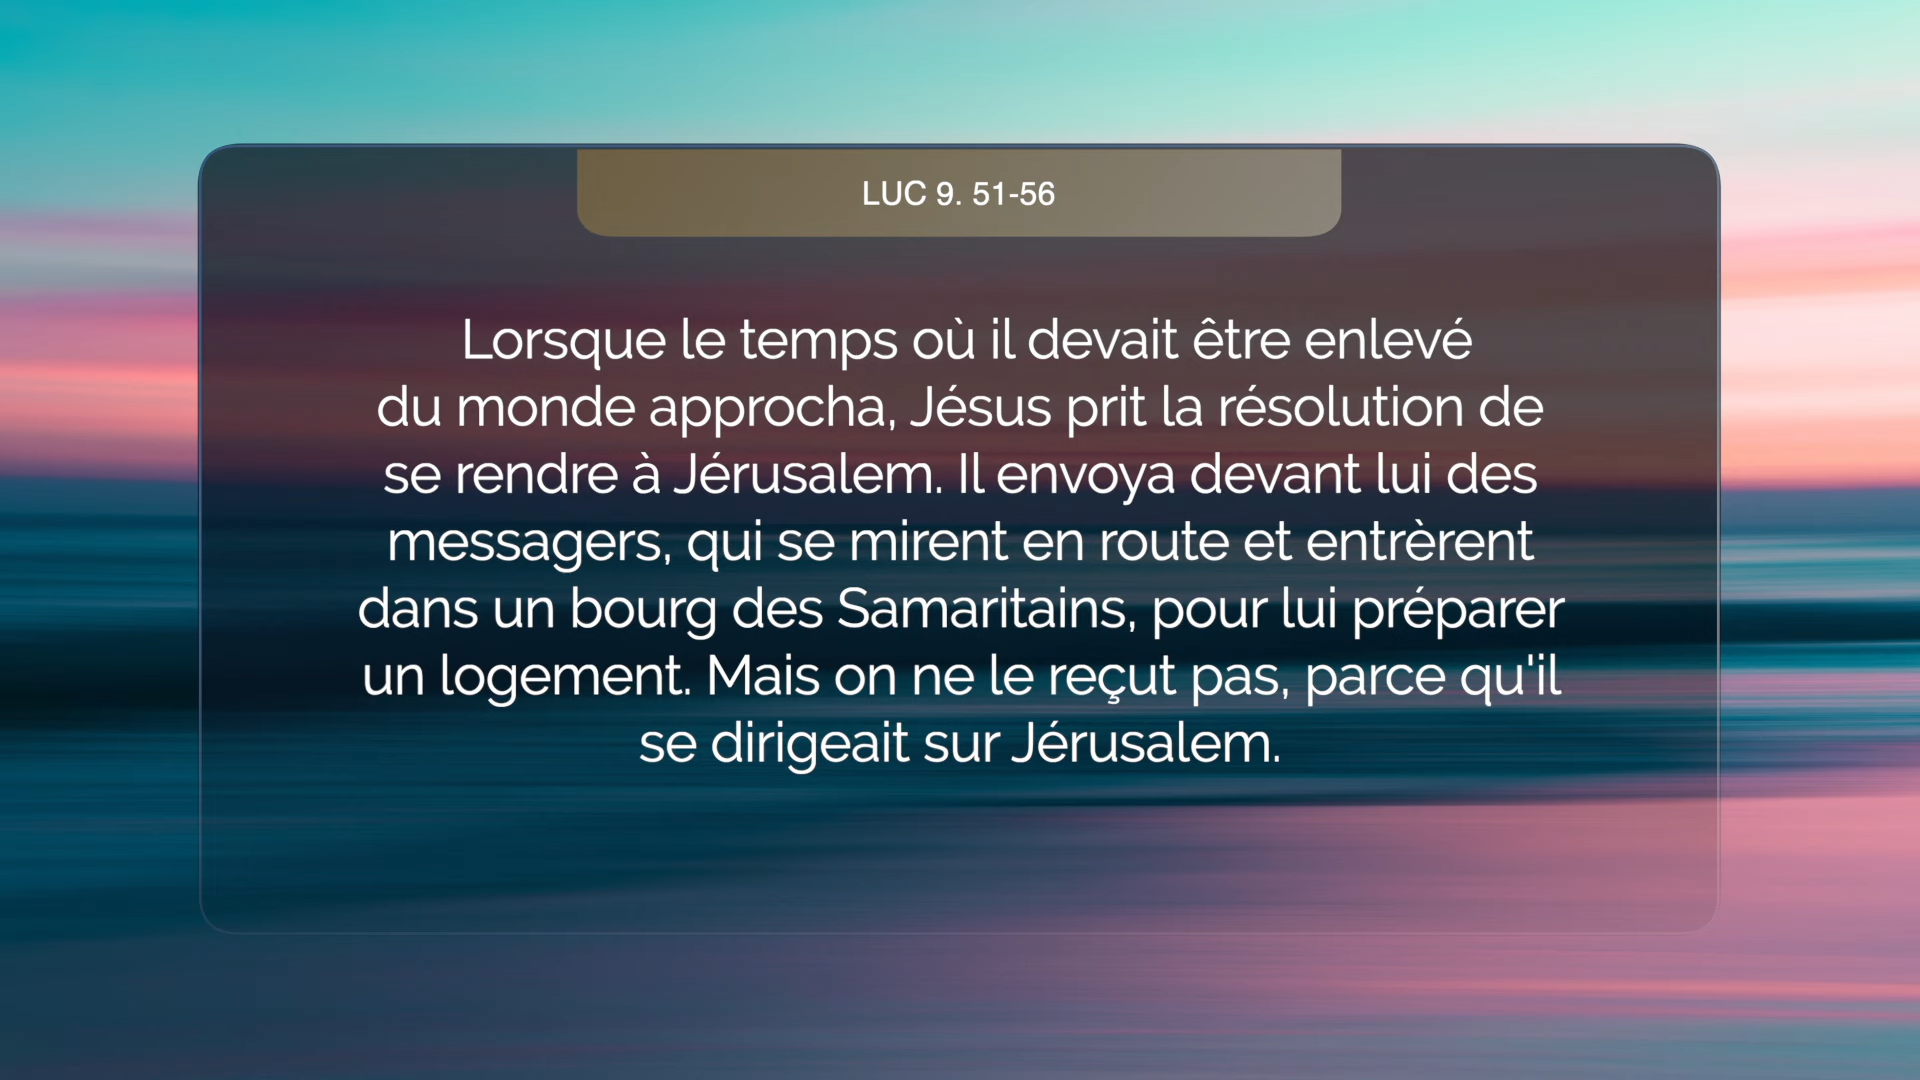 LUC 9. 51-56
Lorsque le temps où il devait être enlevé
du monde approcha, Jésus prit la résolution de
se rendre à Jérusalem. Il envoya devant lui des
messagers, qui se mirent en route et entrèrent
dans un bourg des Samaritains, pour lui préparer
un logement. Mais on ne le reçut pas, parce qu'il
se dirigeait sur Jérusalem.